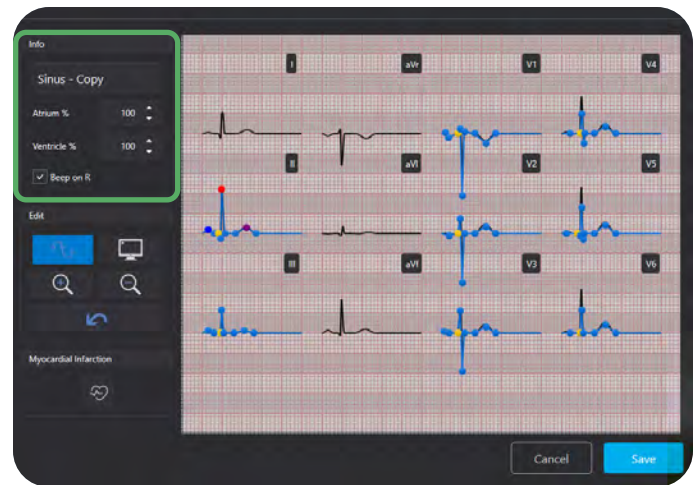 Info
Sinus - Copy
Atrium % 100
Ventricle % 100
Beep on R
Edit
Myocardial Infarction
I aVr V1 V4
II aVl V2 V5
III aVf V3 V6
Cancel Save